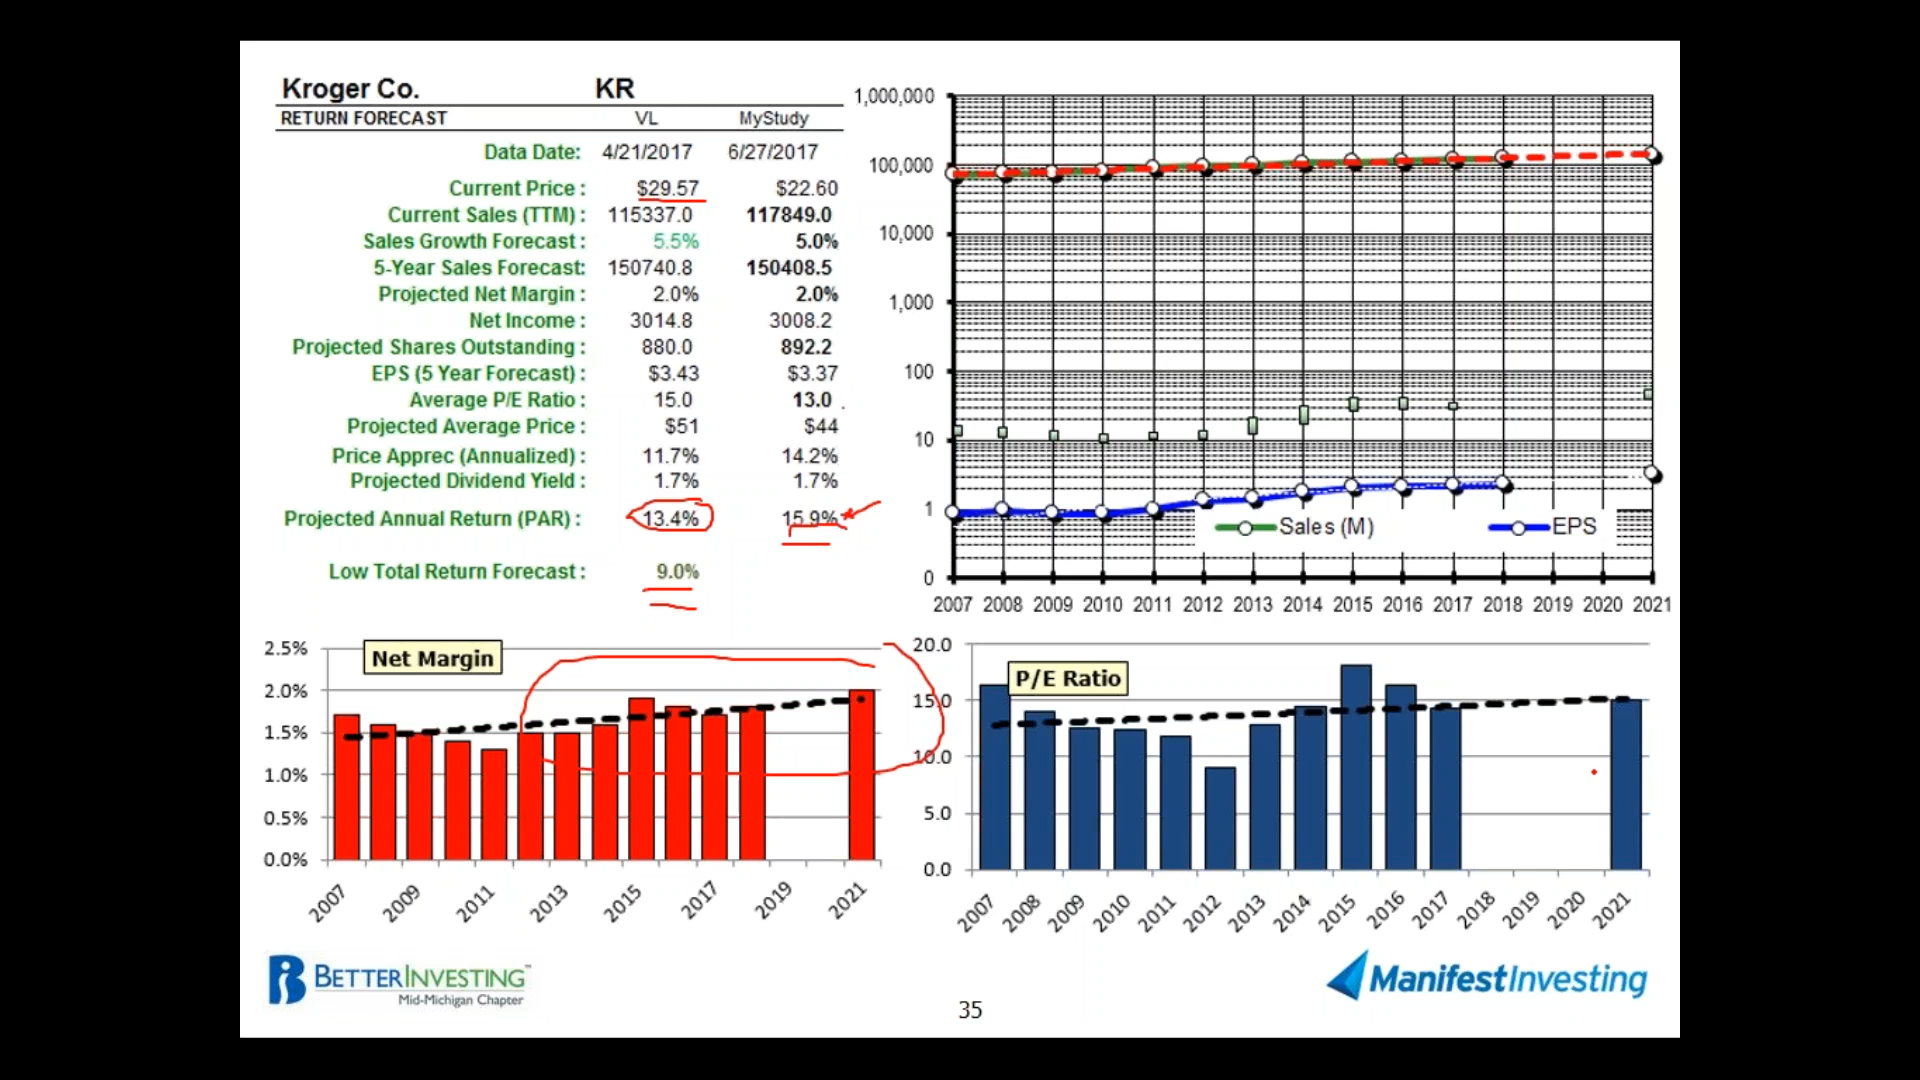 Kroger Co. KR
RETURN FORECAST VL MyStudy
Data Date: 4/21/2017 6/27/2017
Current Price : $29.57 $22.60
Current Sales (TTM) : 115337.0 117849.0
Sales Growth Forecast : 5.5% 5.0%
5-Year Sales Forecast: 150740.8 150408.5
Projected Net Margin : 2.0% 2.0%
Net Income : 3014.8 3008.2
Projected Shares Outstanding : 880.0 892.2
EPS (5 Year Forecast) : $3.43 $3.37
Average P/E Ratio : 15.0 13.0
Projected Average Price : $51 $44
Price Apprec (Annualized) : 11.7% 14.2%
Projected Dividend Yield : 1.7% 1.7%
Projected Annual Return (PAR) : 13.4% 15.9%
Low Total Return Forecast : 9.0%
1,000,000
100,000
10,000
1,000
100
10
1
0
Sales (M) EPS
2007 2008 2009 2010 2011 2012 2013 2014 2015 2016 2017 2018 2019 2020 2021
Net Margin
2.5%
2.0%
1.5%
1.0%
0.5%
0.0%
2007 2009 2011 2013 2015 2017 2019 2021
P/E Ratio
20.0
15.0
10.0
5.0
0.0
2007 2008 2009 2010 2011 2012 2013 2014 2015 2016 2017 2018 2019 2020 2021
BETTERINVESTING™
Mid-Michigan Chapter
35
ManifestInvesting